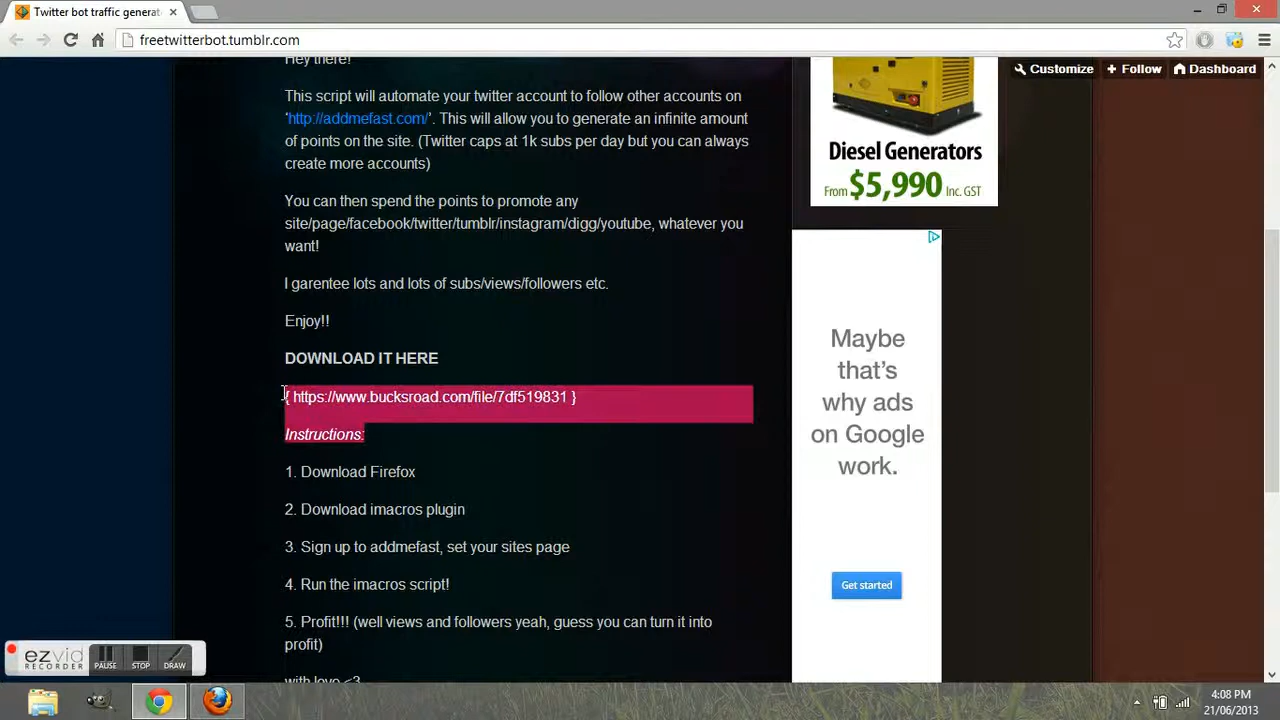 Twitter bot traffic generat
freetwitterbot.tumblr.com
Customize + Follow Dashboard
Hey there!
This script will automate your twitter account to follow other accounts on
‘http://addmefast.com/’. This will allow you to generate an infinite amount
of points on the site. (Twitter caps at 1k subs per day but you can always
create more accounts)
You can then spend the points to promote any
site/page/facebook/twitter/tumblr/instagram/digg/youtube, whatever you
want!
I garentee lots and lots of subs/views/followers etc.
Enjoy!!
DOWNLOAD IT HERE
{ https://www.bucksroad.com/file/7df519831 }
Instructions:
1. Download Firefox
2. Download imacros plugin
3. Sign up to addmefast, set your sites page
4. Run the imacros script!
5. Profit!!! (well views and followers yeah, guess you can turn it into
profit)
with love <3
Diesel Generators
From $5,990 Inc. GST
Maybe
that's
why ads
on Google
work.
Get started
ezvid
RECORDER
PAUSE STOP DRAW
4:08 PM
21/06/2013